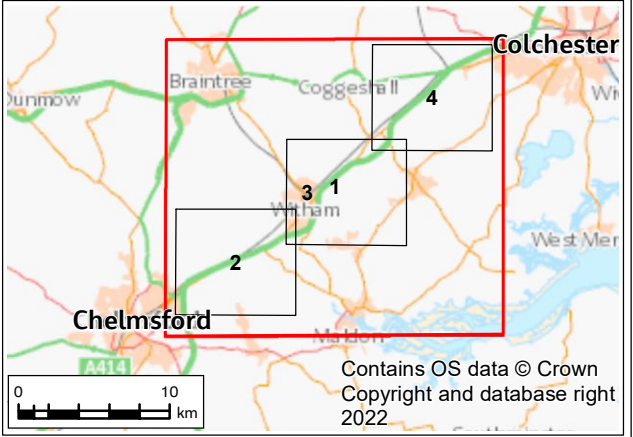 Colchester
Braintree
Coggeshall
Dunmow
4
3
1
Witham
West Mer
2
Chelmsford
Maldon
A414
Contains OS data © Crown
Copyright and database right
2022
0 10
km